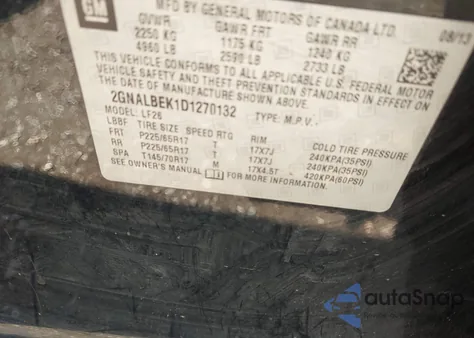 GM
MFD BY GENERAL MOTORS OF CANADA LTD.
GVWR GAWR FRT GAWR RR 08/13
2250 KG 1175 KG 1240 KG
4960 LB 2590 LB 2733 LB
THIS VEHICLE CONFORMS TO ALL APPLICABLE U.S. FEDERAL MOTOR
VEHICLE SAFETY, BUMPER, AND THEFT PREVENTION STANDARDS IN EFFECT
ON THE DATE OF MANUFACTURE SHOWN ABOVE.
2GNALBEK1D1270132 TYPE: M.P.V.
MODEL: LF26
LBBF TIRE SIZE SPEED RTG RIM COLD TIRE PRESSURE
FRT P225/65R17 T 17X7J 240KPA(35PSI)
RR P225/65R17 T 17X7J 240KPA(35PSI)
SPA T145/70R17 M 17X4.5T 420KPA(60PSI)
SEE OWNER'S MANUAL FOR MORE INFORMATION.
autoSnap